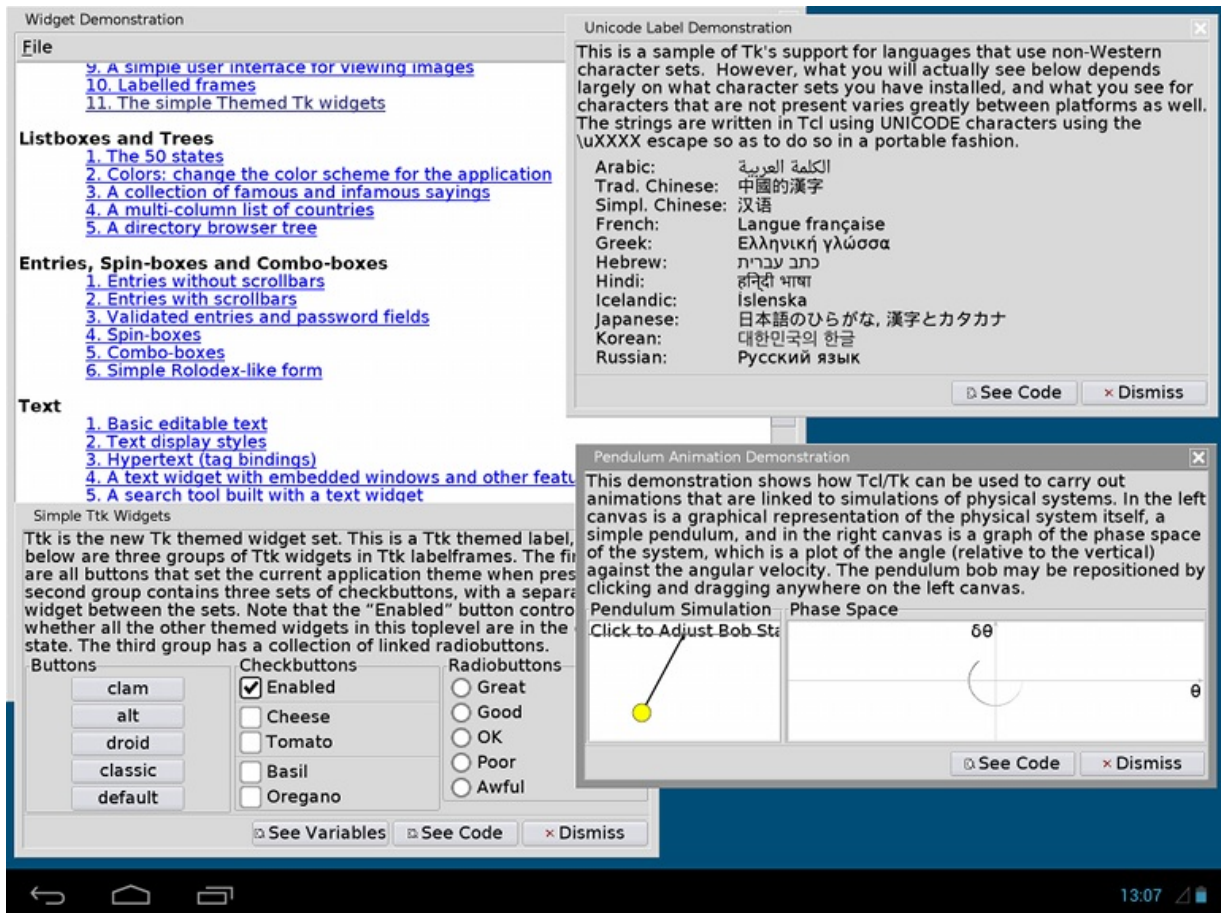 Widget Demonstration
File
9. A simple user interface for viewing images
10. Labelled frames
11. The simple Themed Tk widgets
Listboxes and Trees
1. The 50 states
2. Colors: change the color scheme for the application
3. A collection of famous and infamous sayings
4. A multi-column list of countries
5. A directory browser tree
Entries, Spin-boxes and Combo-boxes
1. Entries without scrollbars
2. Entries with scrollbars
3. Validated entries and password fields
4. Spin-boxes
5. Combo-boxes
6. Simple Rolodex-like form
Text
1. Basic editable text
2. Text display styles
3. Hypertext (tag bindings)
4. A text widget with embedded windows and other featu
5. A search tool built with a text widget
Unicode Label Demonstration
This is a sample of Tk's support for languages that use non-Western
character sets.  However, what you will actually see below depends
largely on what character sets you have installed, and what you see for
characters that are not present varies greatly between platforms as well.
The strings are written in Tcl using UNICODE characters using the
\uXXXX escape so as to do so in a portable fashion.
Arabic: الكلمة العربية
Trad. Chinese: 中國的漢字
Simpl. Chinese: 汉语
French: Langue française
Greek: Ελληνική γλώσσα
Hebrew: כתב עברית
Hindi: हिन्दी भाषा
Icelandic: Íslenska
Japanese: 日本語のひらがな, 漢字とカタカナ
Korean: 대한민국의 한글
Russian: Русский язык
See Code Dismiss
Simple Ttk Widgets
Ttk is the new Tk themed widget set. This is a Ttk themed label,
below are three groups of Ttk widgets in Ttk labelframes. The fi
are all buttons that set the current application theme when pres
second group contains three sets of checkbuttons, with a separa
widget between the sets. Note that the “Enabled” button contro
whether all the other themed widgets in this toplevel are in the
state. The third group has a collection of linked radiobuttons.
Buttons
clam
alt
droid
classic
default
Checkbuttons
Enabled
Cheese
Tomato
Basil
Oregano
Radiobuttons
Great
Good
OK
Poor
Awful
See Variables See Code Dismiss
Pendulum Animation Demonstration
This demonstration shows how Tcl/Tk can be used to carry out
animations that are linked to simulations of physical systems. In the left
canvas is a graphical representation of the physical system itself, a
simple pendulum, and in the right canvas is a graph of the phase space
of the system, which is a plot of the angle (relative to the vertical)
against the angular velocity. The pendulum bob may be repositioned by
clicking and dragging anywhere on the left canvas.
Pendulum Simulation
Click to Adjust Bob Sta
Phase Space
δθ
θ
See Code Dismiss
13:07